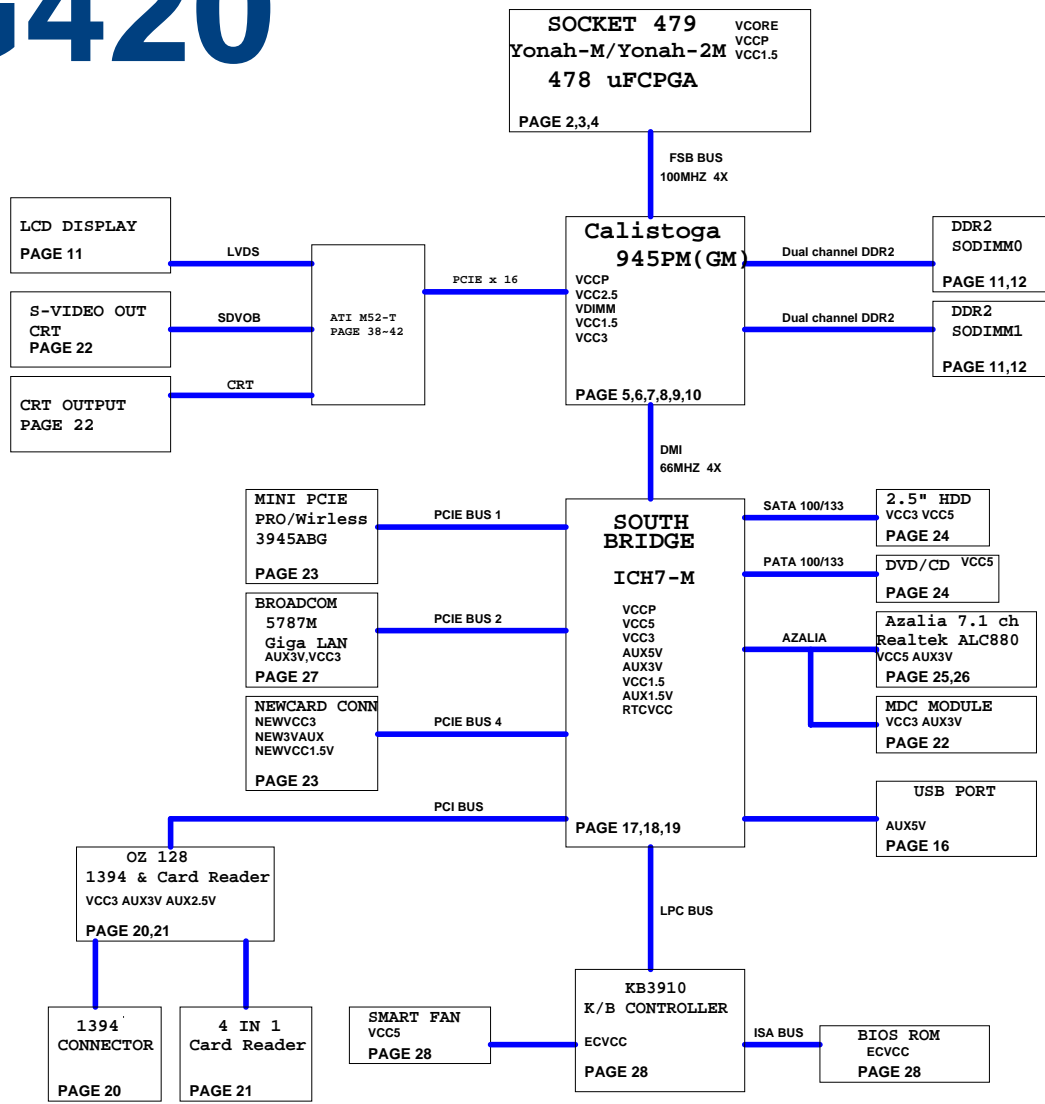 G420
SOCKET 479
Yonah-M/Yonah-2M
478 uFCPGA
VCORE
VCCP
VCC1.5
PAGE 2,3,4
FSB BUS
100MHZ 4X
LCD DISPLAY
PAGE 11
LVDS
S-VIDEO OUT
CRT
PAGE 22
SDVOB
CRT OUTPUT
PAGE 22
CRT
ATI M52-T
PAGE 38~42
PCIE x 16
Calistoga
945PM(GM)
VCCP
VCC2.5
VDIMM
VCC1.5
VCC3
PAGE 5,6,7,8,9,10
Dual channel DDR2
DDR2
SODIMM0
PAGE 11,12
Dual channel DDR2
DDR2
SODIMM1
PAGE 11,12
DMI
66MHZ 4X
MINI PCIE
PRO/Wirless
3945ABG
PAGE 23
PCIE BUS 1
BROADCOM
5787M
Giga LAN
AUX3V,VCC3
PAGE 27
PCIE BUS 2
NEWCARD CONN
NEWVCC3
NEW3VAUX
NEWVCC1.5V
PAGE 23
PCIE BUS 4
SOUTH
BRIDGE
ICH7-M
VCCP
VCC5
VCC3
AUX5V
AUX3V
VCC1.5
AUX1.5V
RTCVCC
PAGE 17,18,19
SATA 100/133
2.5" HDD
VCC3 VCC5
PAGE 24
PATA 100/133
DVD/CD VCC5
PAGE 24
AZALIA
Azalia 7.1 ch
Realtek ALC880
VCC5 AUX3V
PAGE 25,26
MDC MODULE
VCC3 AUX3V
PAGE 22
USB PORT
AUX5V
PAGE 16
PCI BUS
OZ 128
1394 & Card Reader
VCC3 AUX3V AUX2.5V
PAGE 20,21
1394
CONNECTOR
PAGE 20
4 IN 1
Card Reader
PAGE 21
LPC BUS
SMART FAN
VCC5
PAGE 28
KB3910
K/B CONTROLLER
ECVCC
PAGE 28
ISA BUS
BIOS ROM
ECVCC
PAGE 28